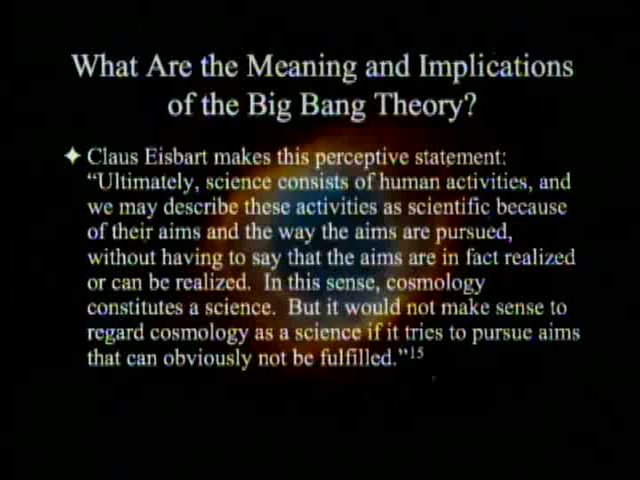 What Are the Meaning and Implications
of the Big Bang Theory?
✦ Claus Eisbart makes this perceptive statement:
“Ultimately, science consists of human activities, and
we may describe these activities as scientific because
of their aims and the way the aims are pursued,
without having to say that the aims are in fact realized
or can be realized.  In this sense, cosmology
constitutes a science.  But it would not make sense to
regard cosmology as a science if it tries to pursue aims
that can obviously not be fulfilled.”15